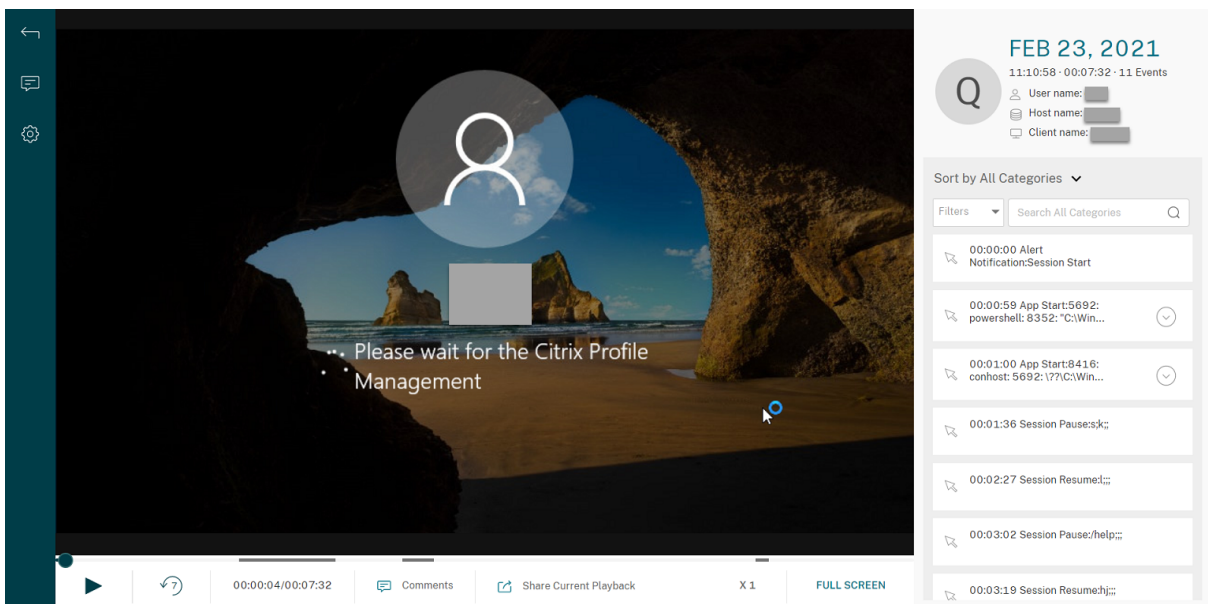 FEB 23, 2021
11:10:58 · 00:07:32 · 11 Events
Q
User name:
Host name:
Client name:
Sort by All Categories
Filters
Search All Categories
00:00:00 Alert
Notification:Session Start
00:00:59 App Start:5692:
powershell: 8352: "C:\Win...
00:01:00 App Start:8416:
conhost: 5692: \??\C:\Win...
00:01:36 Session Pause:s;k;;
00:02:27 Session Resume:l;;;
00:03:02 Session Pause:/help;;;
00:03:19 Session Resume:hj;;;
Please wait for the Citrix Profile
Management
7
00:00:04/00:07:32
Comments
Share Current Playback
X 1
FULL SCREEN